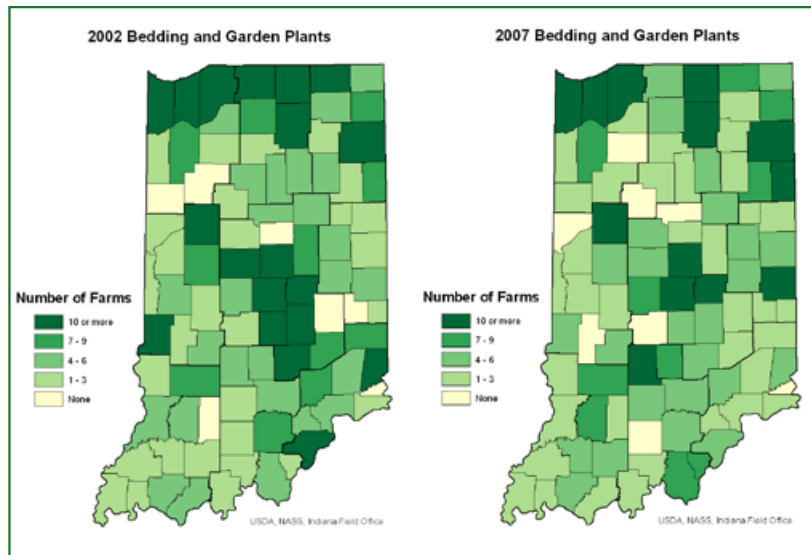 2002 Bedding and Garden Plants
Number of Farms
10 or more
7 - 9
4 - 6
1 - 3
None
USDA, NASS, Indiana Field Office
2007 Bedding and Garden Plants
Number of Farms
10 or more
7 - 9
4 - 6
1 - 3
None
USDA, NASS, Indiana Field Office